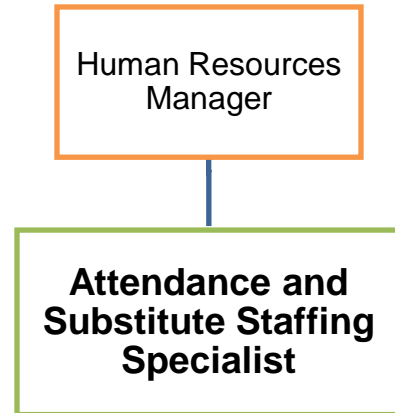 Human Resources
Manager
Attendance and
Substitute Staffing
Specialist